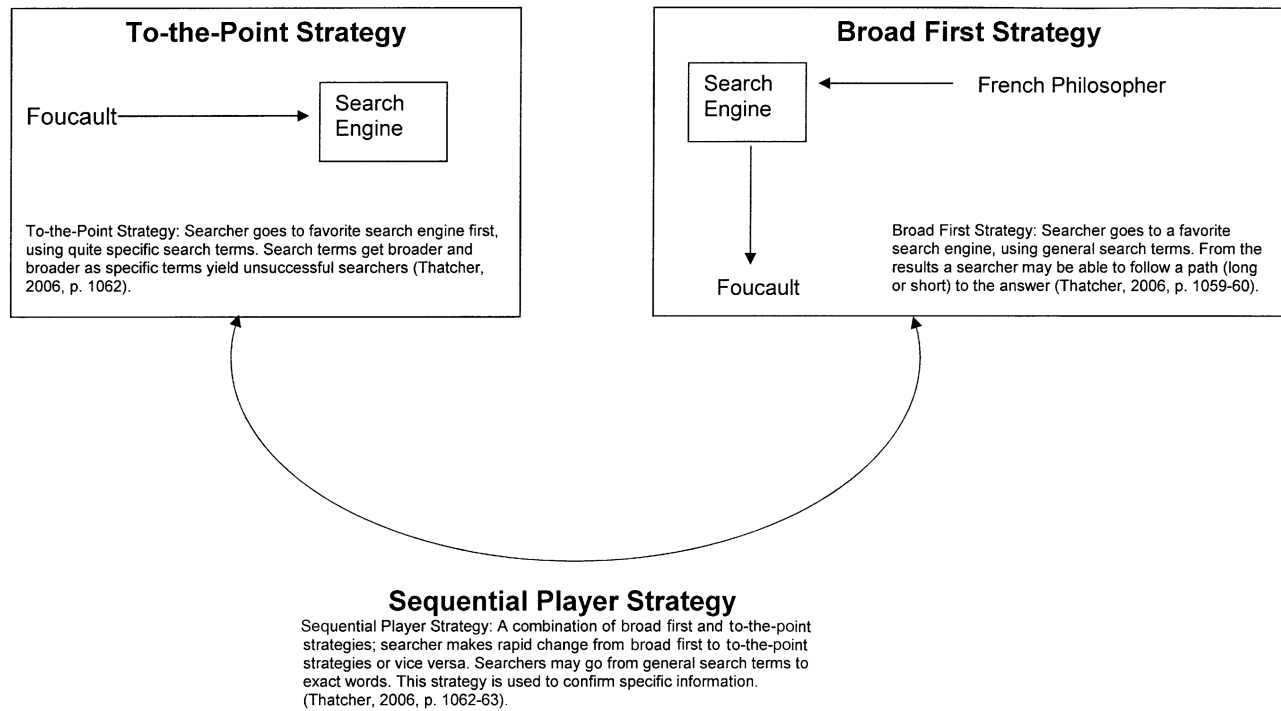 To-the-Point Strategy
Foucault
Search
Engine
To-the-Point Strategy: Searcher goes to favorite search engine first,
using quite specific search terms. Search terms get broader and
broader as specific terms yield unsuccessful searchers (Thatcher,
2006, p. 1062).
Broad First Strategy
Search
Engine
French Philosopher
Foucault
Broad First Strategy: Searcher goes to a favorite
search engine, using general search terms. From the
results a searcher may be able to follow a path (long
or short) to the answer (Thatcher, 2006, p. 1059-60).
Sequential Player Strategy
Sequential Player Strategy: A combination of broad first and to-the-point
strategies; searcher makes rapid change from broad first to to-the-point
strategies or vice versa. Searchers may go from general search terms to
exact words. This strategy is used to confirm specific information.
(Thatcher, 2006, p. 1062-63).